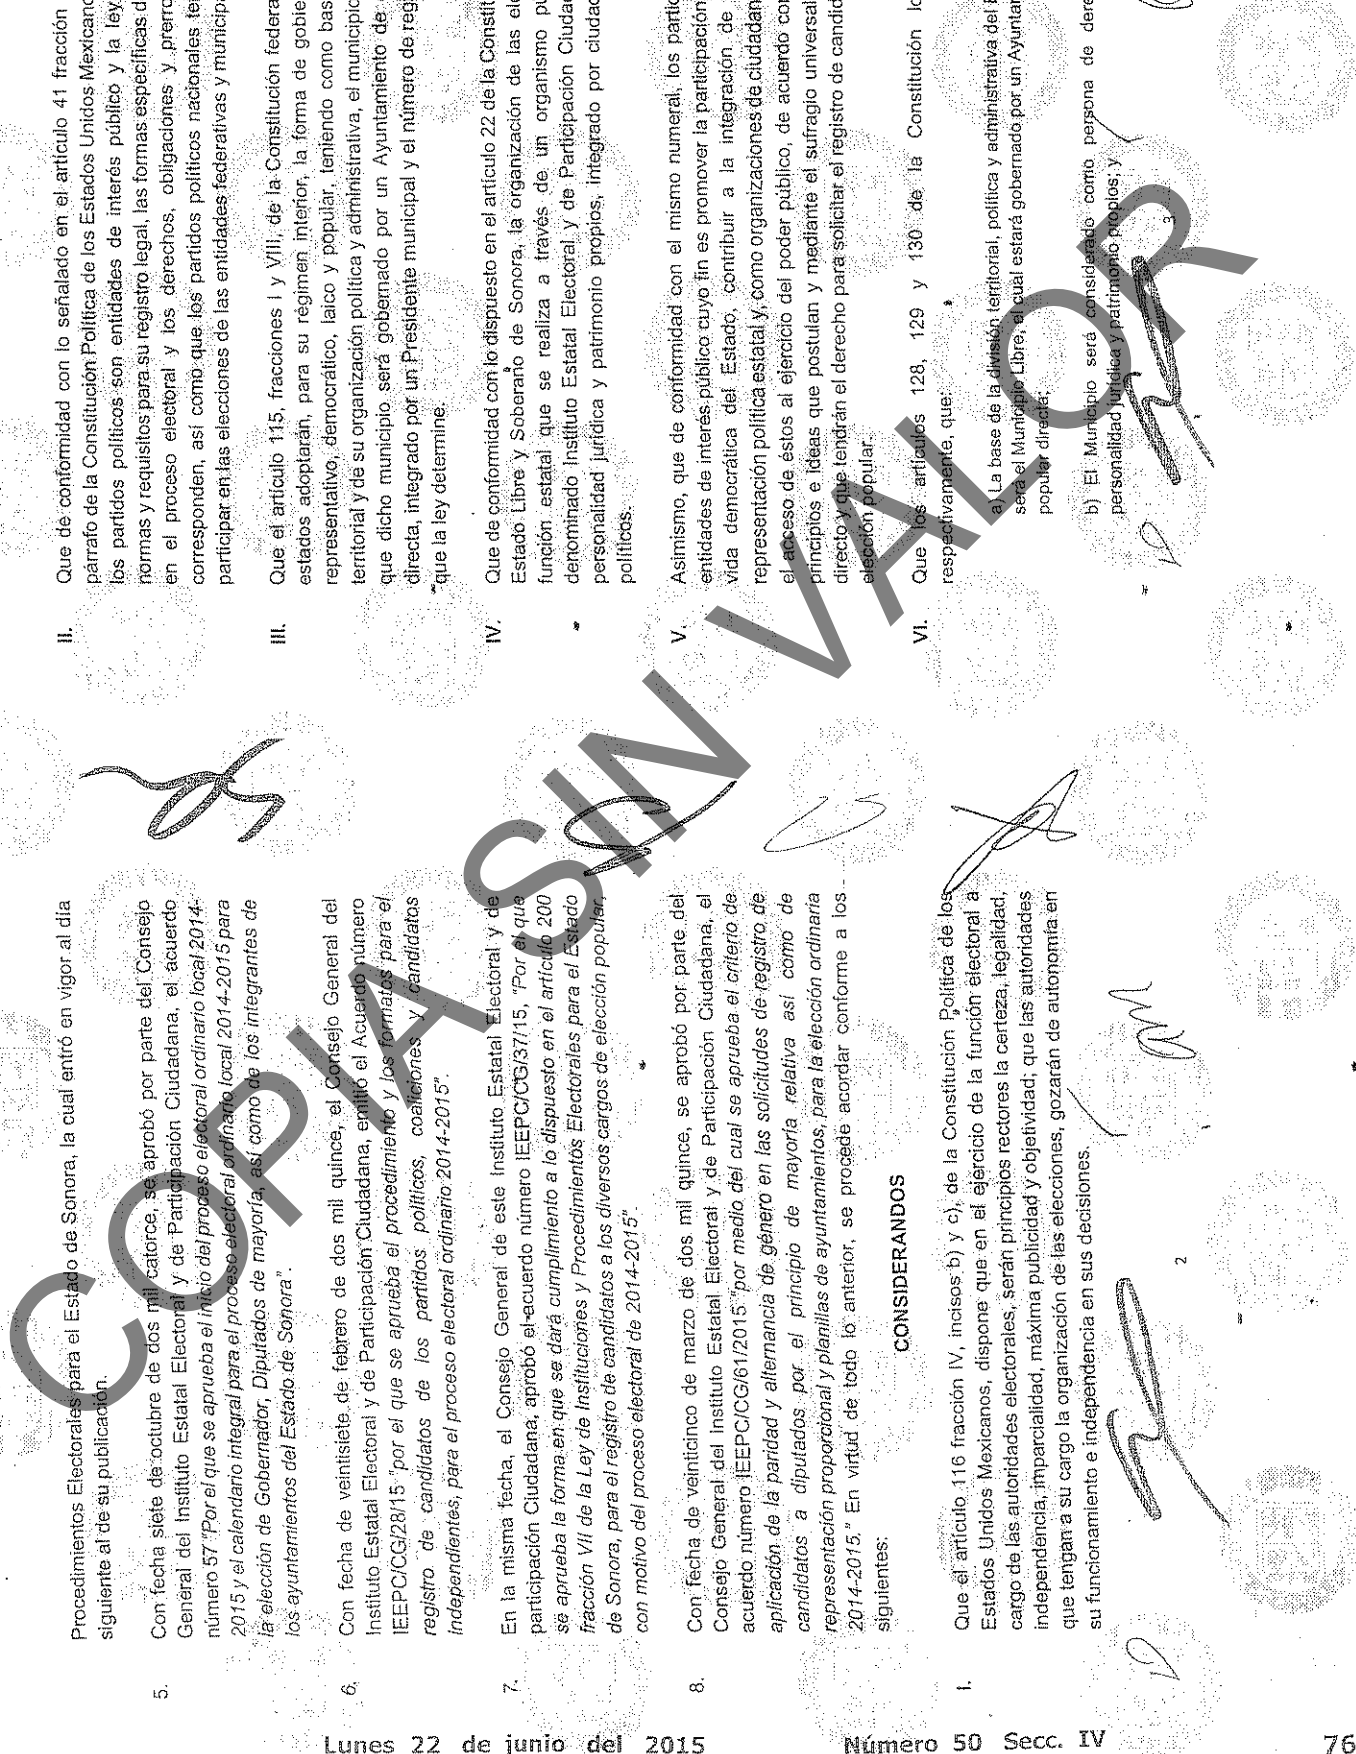 Procedimientos Electorales para el Estado de Sonora, la cual entró en vigor al día
siguiente al de su publicación.
5. Con fecha siete de octubre de dos mil catorce, se aprobó por parte del Consejo
General del Instituto Estatal Electoral y de Participación Ciudadana, el acuerdo
número 57 "Por el que se aprueba el inicio del proceso electoral ordinario local 2014-
2015 y el calendario integral para el proceso electoral ordinario local 2014-2015 para
la elección de Gobernador, Diputados de mayoría, así como de los integrantes de
los ayuntamientos del Estado de Sonora".
6. Con fecha de veintisiete de febrero de dos mil quince, el Consejo General del
Instituto Estatal Electoral y de Participación Ciudadana, emitió el Acuerdo número
IEEPC/CG/28/15 "por el que se aprueba el procedimiento y los formatos para el
registro de candidatos de los partidos políticos, coaliciones y candidatos
Independientes, para el proceso electoral ordinario 2014-2015".
7. En la misma fecha, el Consejo General de este Instituto Estatal Electoral y de
participación Ciudadana, aprobó el acuerdo número IEEPC/CG/37/15, "Por el que
se aprueba la forma en que se dará cumplimiento a lo dispuesto en el artículo 200
fracción VII de la Ley de Instituciones y Procedimientos Electorales para el Estado
de Sonora, para el registro de candidatos a los diversos cargos de elección popular,
con motivo del proceso electoral de 2014-2015".
8. Con fecha de veinticinco de marzo de dos mil quince, se aprobó por parte del
Consejo General del Instituto Estatal Electoral y de Participación Ciudadana, el
acuerdo número IEEPC/CG/61/2015 "por medio del cual se aprueba el criterio de
aplicación de la paridad y alternancia de género en las solicitudes de registro de
candidatos a diputados por el principio de mayoría relativa así como de
representación proporcional y planillas de ayuntamientos, para la elección ordinaria
2014-2015." En virtud de todo lo anterior, se procede acordar conforme a los
siguientes:
CONSIDERANDOS
I. Que el artículo 116 fracción IV, incisos b) y c), de la Constitución Política de los
Estados Unidos Mexicanos, dispone que en el ejercicio de la función electoral a
cargo de las autoridades electorales, serán principios rectores la certeza, legalidad,
independencia, imparcialidad, máxima publicidad y objetividad; que las autoridades
que tengan a su cargo la organización de las elecciones, gozarán de autonomía en
su funcionamiento e independencia en sus decisiones.
2
II. Que de conformidad con lo señalado en el artículo 41 fracción
párrafo de la Constitución Política de los Estados Unidos Mexicano
los partidos políticos son entidades de interés público y la ley
normas y requisitos para su registro legal, las formas específicas d
en el proceso electoral y los derechos, obligaciones y prerro
corresponden, así como que los partidos políticos nacionales te
participar en las elecciones de las entidades federativas y municipa
III. Que el artículo 115, fracciones I y VIII, de la Constitución federa
estados adoptarán, para su régimen interior, la forma de gobie
representativo, democrático, laico y popular, teniendo como bas
territorial y de su organización política y administrativa, el municipio
que dicho municipio será gobernado por un Ayuntamiento de
directa, integrado por un Presidente municipal y el número de reg
que la ley determine.
IV. Que de conformidad con lo dispuesto en el artículo 22 de la Constit
Estado Libre y Soberano de Sonora, la organización de las ele
función estatal que se realiza a través de un organismo pú
denominado Instituto Estatal Electoral y de Participación Ciudad
personalidad jurídica y patrimonio propios, integrado por ciudad
políticos.
V. Asimismo, que de conformidad con el mismo numeral, los partid
entidades de interés público cuyo fin es promover la participación
vida democrática del Estado, contribuir a la integración de
representación política estatal y, como organizaciones de ciudadan
el acceso de éstos al ejercicio del poder público, de acuerdo con
principios e ideas que postulan y mediante el sufragio universal
directo y que tendrán el derecho para solicitar el registro de candid
elección popular.
VI. Que los artículos 128, 129 y 130 de la Constitución lo
respectivamente, que:
a) La base de la división territorial, política y administrativa del
será el Municipio Libre, el cual estará gobernado por un Ayuntam
popular directa;
b) El Municipio será considerado como persona de dere
personalidad jurídica y patrimonio propios; y
3
COPIA SIN VALOR
Lunes 22 de junio del 2015
Número 50 Secc. IV
76